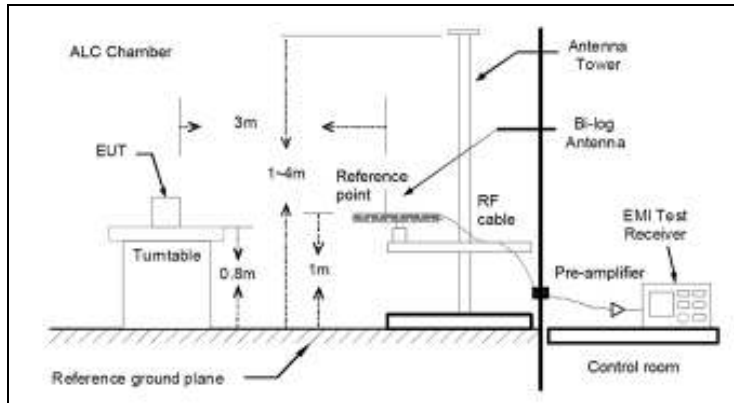 ALC Chamber
Antenna
Tower
3m
Bi-log
Antenna
EUT
1~4m
Reference
point
RF
cable
EMI Test
Receiver
Turntable
0.8m
1m
Pre-amplifier
Reference ground plane
Control room